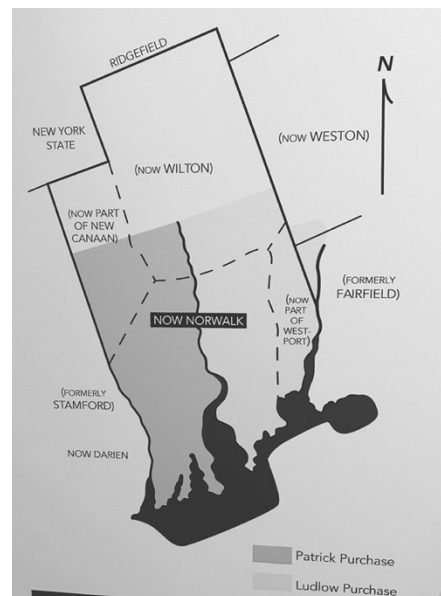 RIDGEFIELD
N
NEW YORK
STATE
(NOW WESTON)
(NOW WILTON)
(NOW PART
OF NEW
CANAAN)
(FORMERLY
FAIRFIELD)
(NOW
PART
OF
WEST-
PORT)
NOW NORWALK
(FORMERLY
STAMFORD)
NOW DARIEN
Patrick Purchase
Ludlow Purchase